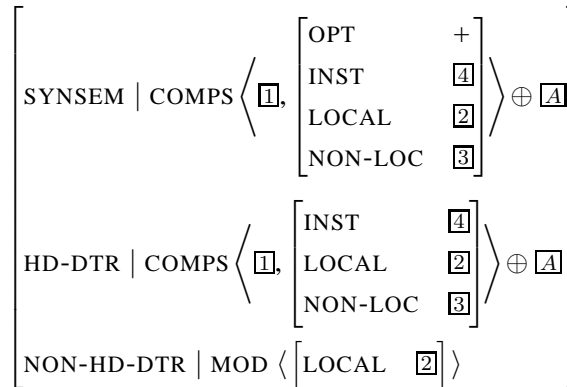 OPT +
INST 4
SYNSEM | COMPS ⟨ 1, LOCAL 2 ⟩ ⊕ A
NON-LOC 3
INST 4
HD-DTR | COMPS ⟨ 1, LOCAL 2 ⟩ ⊕ A
NON-LOC 3
NON-HD-DTR | MOD ⟨ [LOCAL 2] ⟩